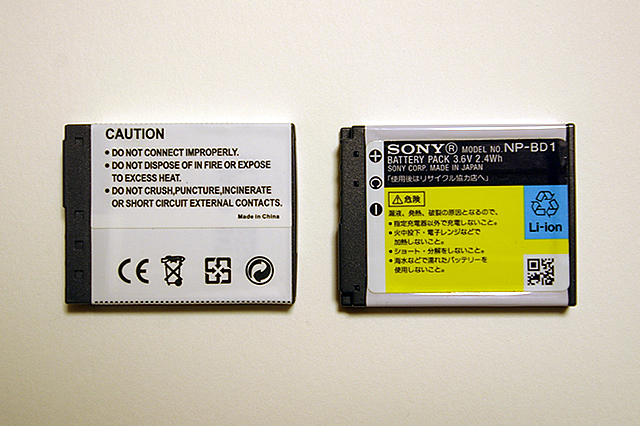 CAUTION
● DO NOT CONNECT IMPROPERLY.
● DO NOT DISPOSE OF IN FIRE OR EXPOSE
TO EXCESS HEAT.
● DO NOT CRUSH,PUNCTURE,INCINERATE
OR SHORT CIRCUIT EXTERNAL CONTACTS.
Made in China
CE
SONY® MODEL NO. NP-BD1
BATTERY PACK 3.6V 2.4Wh
SONY CORP. MADE IN JAPAN
「使用後はリサイクル協力店へ」
⚠危険
漏液、発熱、破裂の原因となるので、
● 指定充電器以外で充電しないこと。
● 火中投下・電子レンジなどで
加熱しないこと。
● ショート・分解をしないこと。
● 海水などで濡れたバッテリーを
使用しないこと。
Li-ion